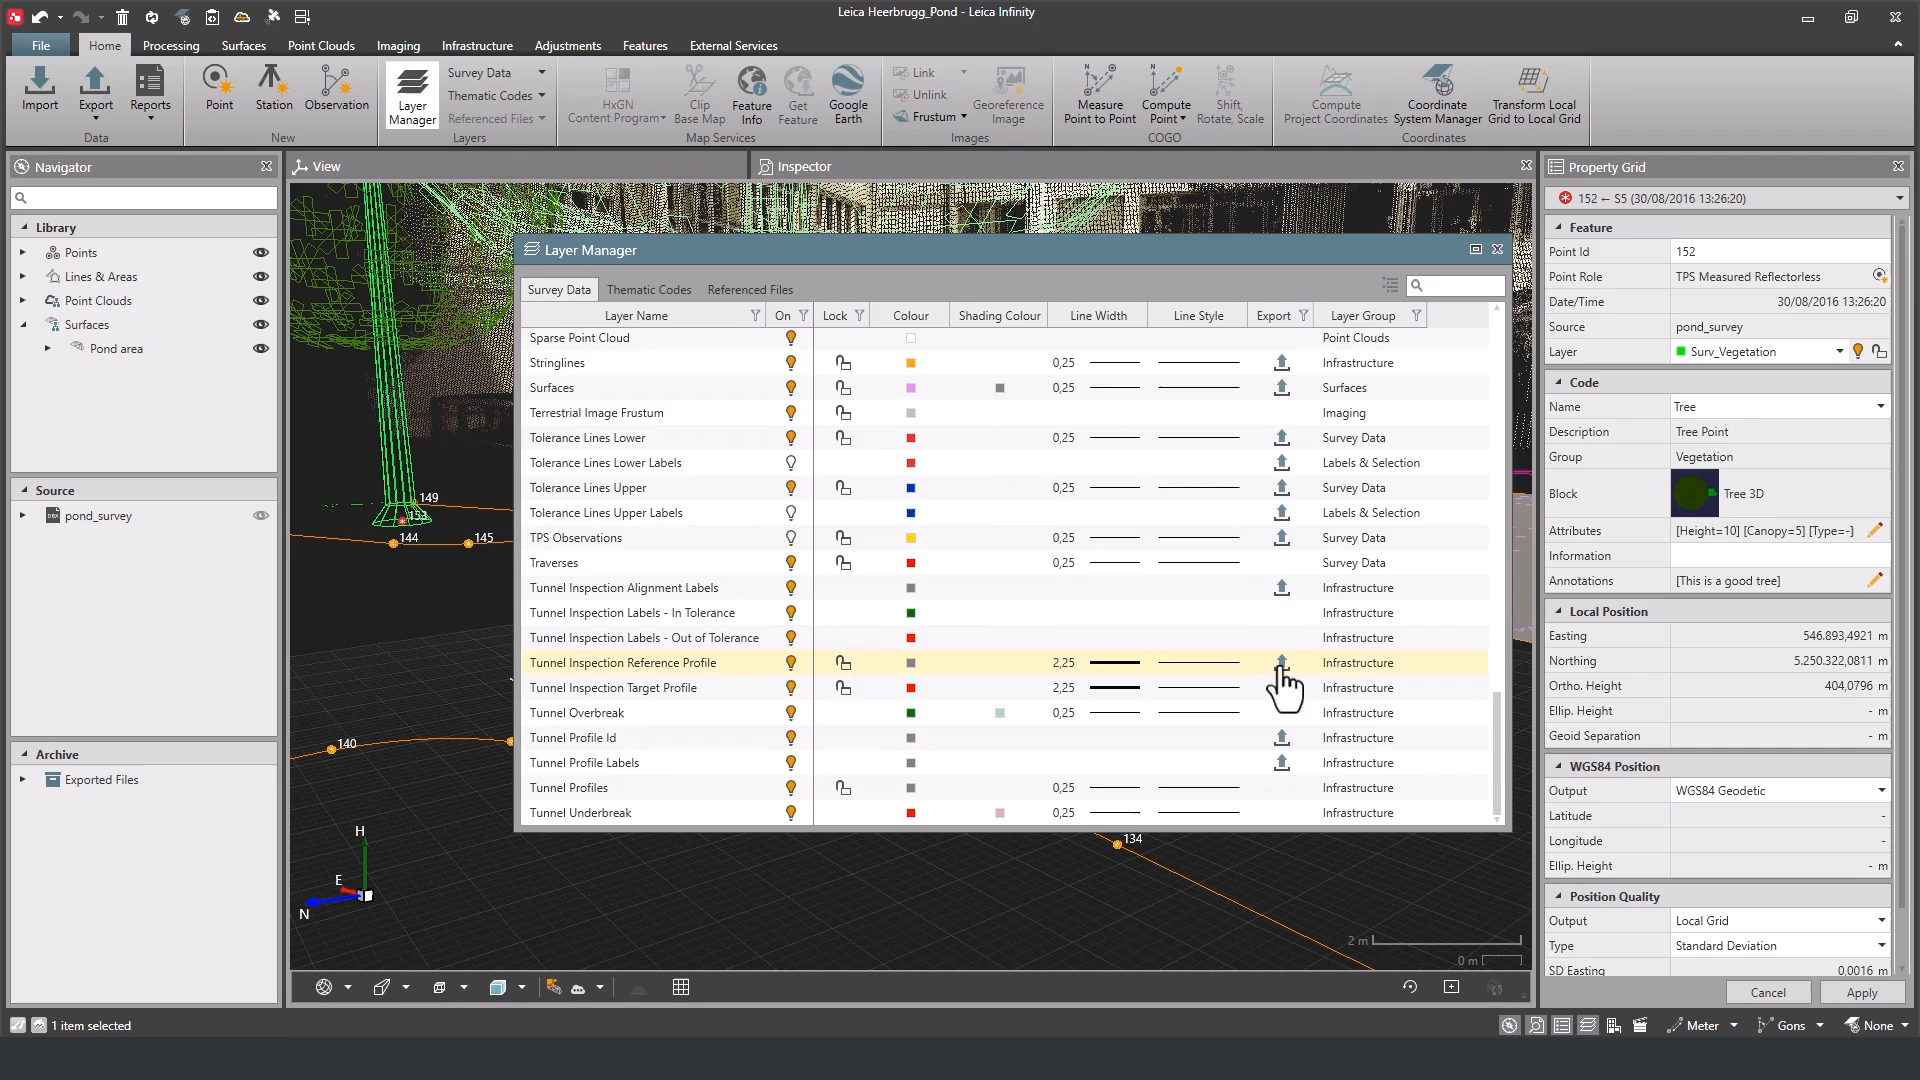 Leica Heerbrugg_Pond - Leica Infinity
File Home Processing Surfaces Point Clouds Imaging Infrastructure Adjustments Features External Services
Import Export Reports
Data
Point Station Observation
New
Layer Manager
Survey Data
Thematic Codes
Referenced Files
Layers
HxGN Content Program
Clip Base Map
Feature Info
Get Feature
Google Earth
Map Services
Link
Unlink
Frustum
Georeference Image
Images
Measure Point to Point
Compute Point
Shift, Rotate, Scale
COGO
Compute Project Coordinates
Coordinate System Manager
Transform Local Grid to Local Grid
Coordinates
Navigator
Library
Points
Lines & Areas
Point Clouds
Surfaces
Pond area
Source
pond_survey
Archive
Exported Files
View
Inspector
149
153
144
145
140
134
H
E
N
2 m
0 m
Layer Manager
Survey Data Thematic Codes Referenced Files
Layer Name On Lock Colour Shading Colour Line Width Line Style Export Layer Group
Sparse Point Cloud Point Clouds
Stringlines 0,25 Infrastructure
Surfaces 0,25 Surfaces
Terrestrial Image Frustum Imaging
Tolerance Lines Lower 0,25 Survey Data
Tolerance Lines Lower Labels Labels & Selection
Tolerance Lines Upper 0,25 Survey Data
Tolerance Lines Upper Labels Labels & Selection
TPS Observations 0,25 Survey Data
Traverses 0,25 Survey Data
Tunnel Inspection Alignment Labels Infrastructure
Tunnel Inspection Labels - In Tolerance Infrastructure
Tunnel Inspection Labels - Out of Tolerance Infrastructure
Tunnel Inspection Reference Profile 2,25 Infrastructure
Tunnel Inspection Target Profile 2,25 Infrastructure
Tunnel Overbreak 0,25 Infrastructure
Tunnel Profile Id Infrastructure
Tunnel Profile Labels Infrastructure
Tunnel Profiles 0,25 Infrastructure
Tunnel Underbreak 0,25 Infrastructure
Property Grid
152 ← S5 (30/08/2016 13:26:20)
Feature
Point Id 152
Point Role TPS Measured Reflectorless
Date/Time 30/08/2016 13:26:20
Source pond_survey
Layer Surv_Vegetation
Code
Name Tree
Description Tree Point
Group Vegetation
Block Tree 3D
Attributes [Height=10] [Canopy=5] [Type=-]
Information
Annotations [This is a good tree]
Local Position
Easting 546.893,4921 m
Northing 5.250.322,0811 m
Ortho. Height 404,0796 m
Ellip. Height - m
Geoid Separation - m
WGS84 Position
Output WGS84 Geodetic
Latitude -
Longitude -
Ellip. Height - m
Position Quality
Output Local Grid
Type Standard Deviation
SD Easting 0,0016 m
Cancel Apply
1 item selected
Meter Gons None